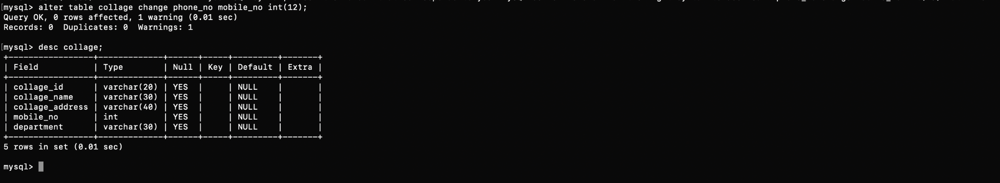 mysql> alter table collage change phone_no mobile_no int(12);
Query OK, 0 rows affected, 1 warning (0.01 sec)
Records: 0  Duplicates: 0  Warnings: 1
mysql> desc collage;
+-----------------+-------------+------+-----+---------+-------+
| Field           | Type        | Null | Key | Default | Extra |
+-----------------+-------------+------+-----+---------+-------+
| collage_id      | varchar(20) | YES  |     | NULL    |       |
| collage_name    | varchar(30) | YES  |     | NULL    |       |
| collage_address | varchar(40) | YES  |     | NULL    |       |
| mobile_no       | int         | YES  |     | NULL    |       |
| department      | varchar(30) | YES  |     | NULL    |       |
+-----------------+-------------+------+-----+---------+-------+
5 rows in set (0.01 sec)
mysql>